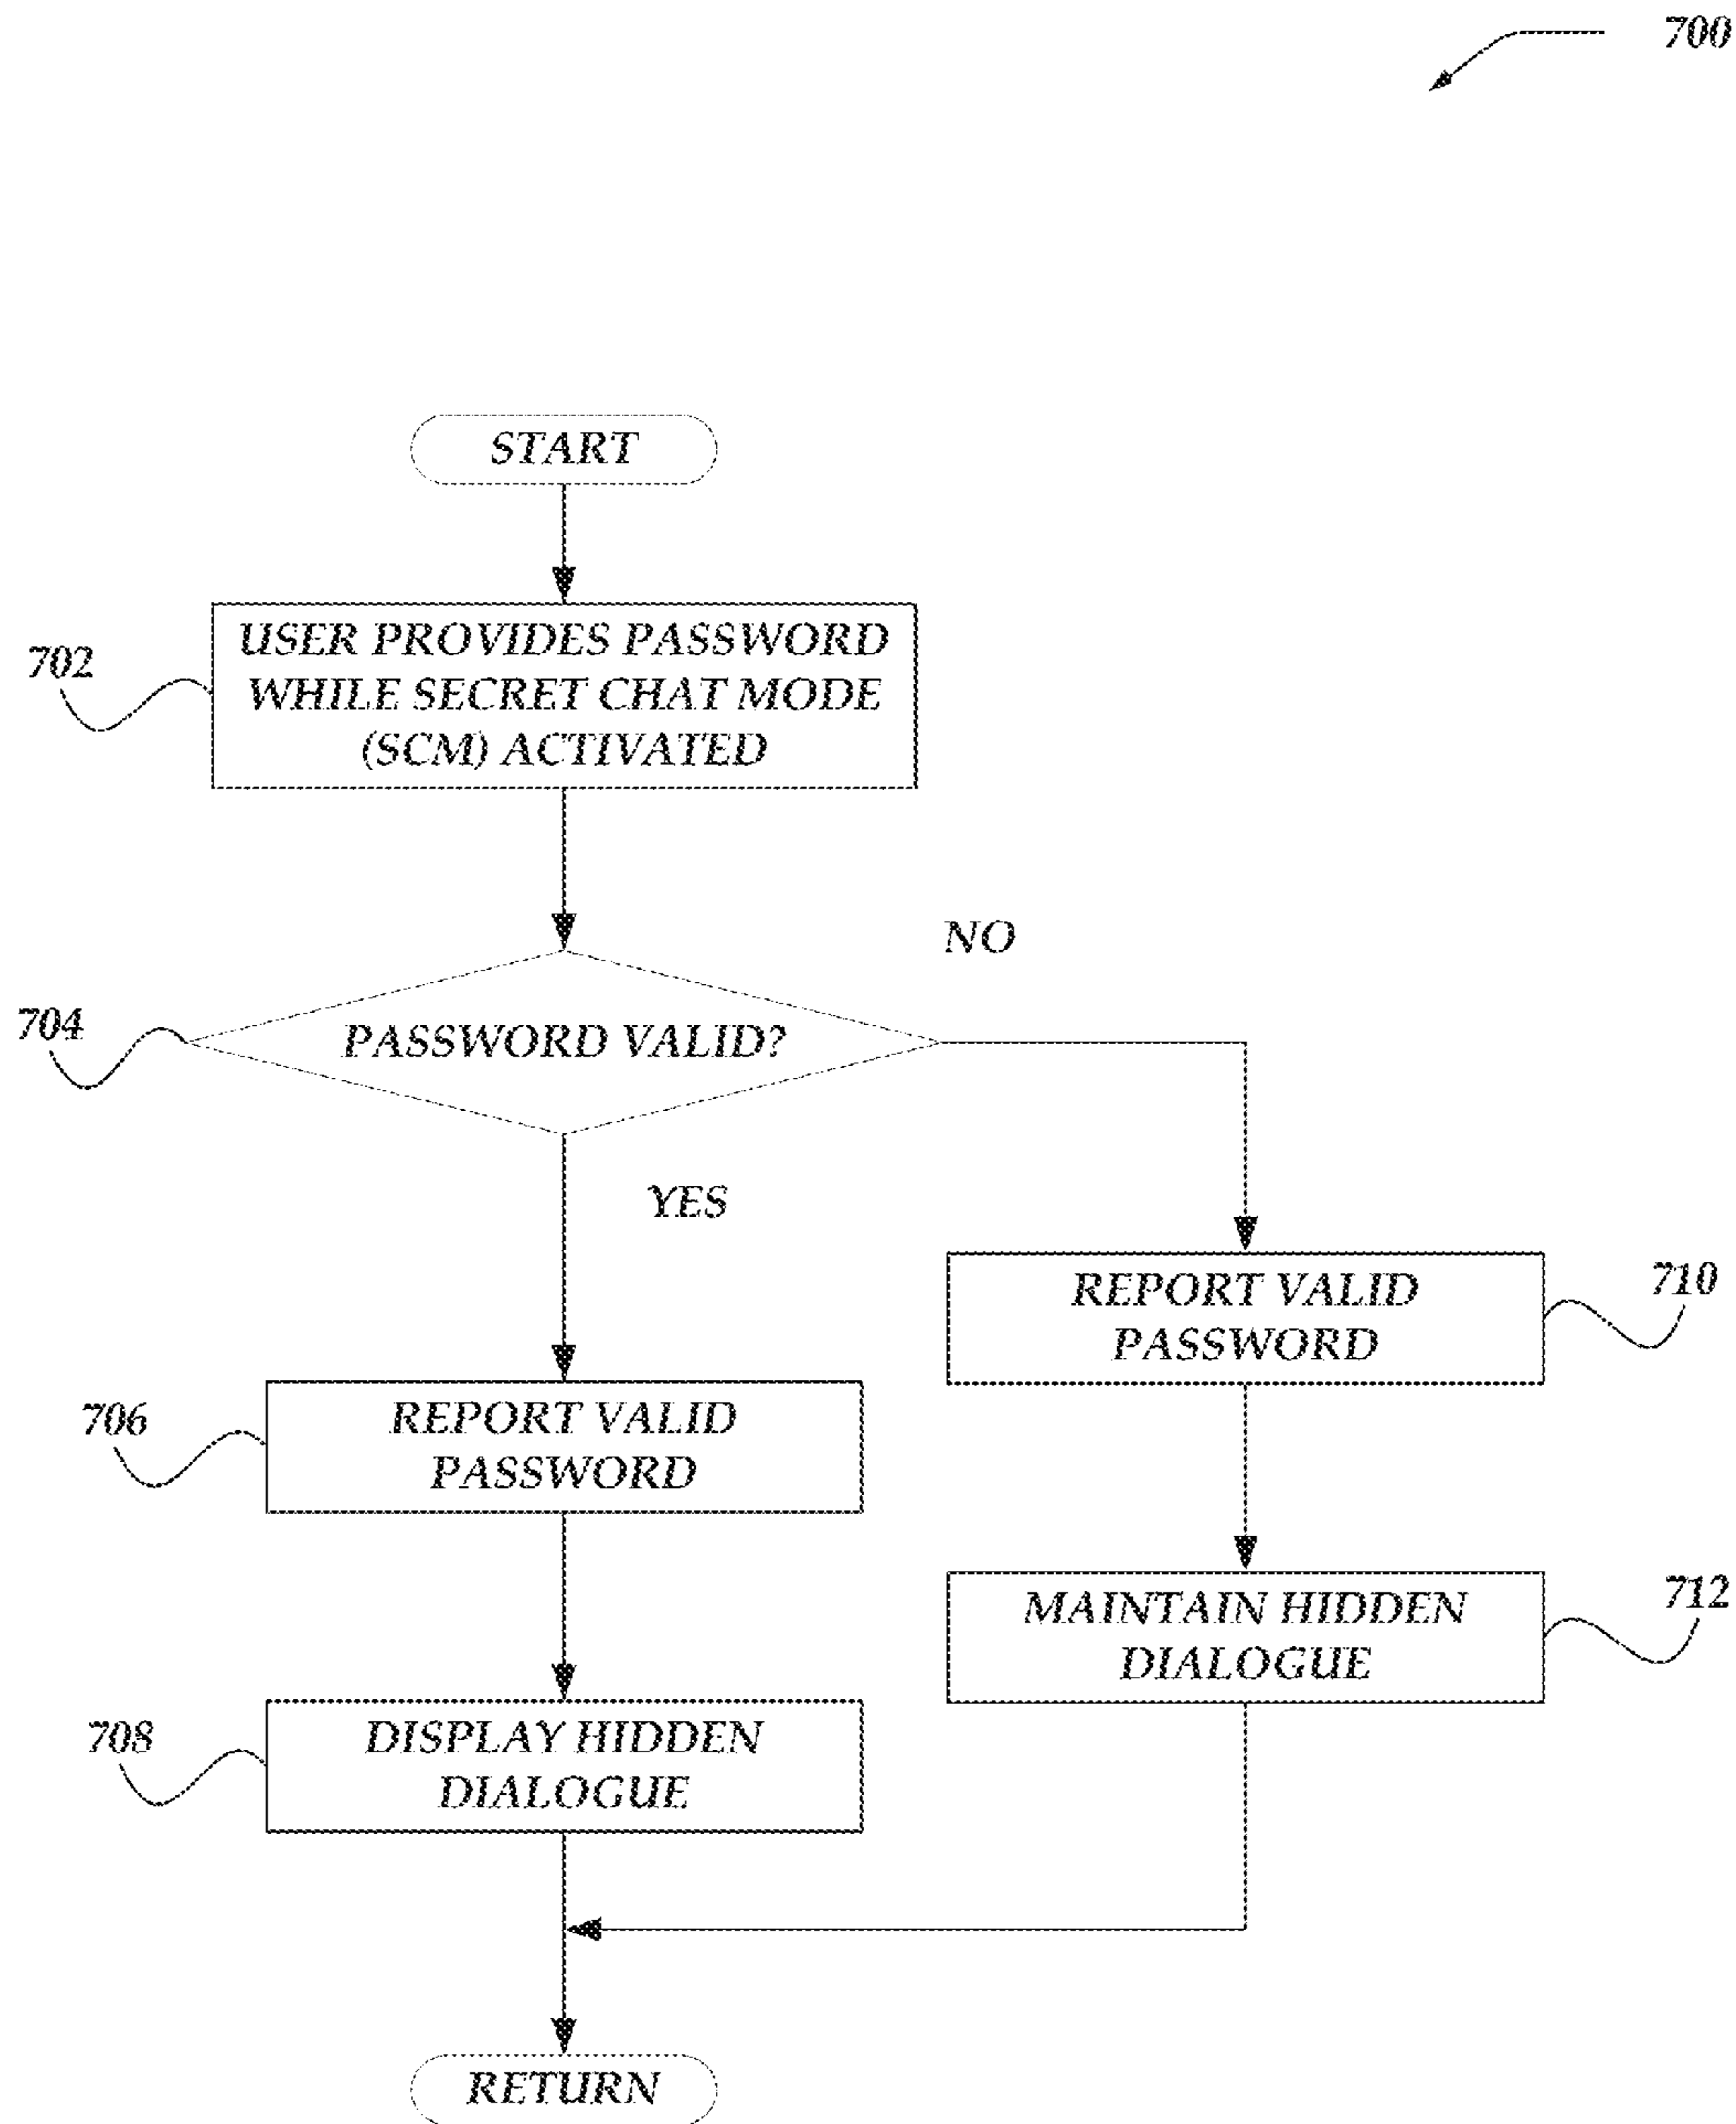 700
START
702
USER PROVIDES PASSWORD
WHILE SECRET CHAT MODE
(SCM) ACTIVATED
NO
704
PASSWORD VALID?
YES
REPORT VALID
PASSWORD
710
706
REPORT VALID
PASSWORD
MAINTAIN HIDDEN
DIALOGUE
712
708
DISPLAY HIDDEN
DIALOGUE
RETURN